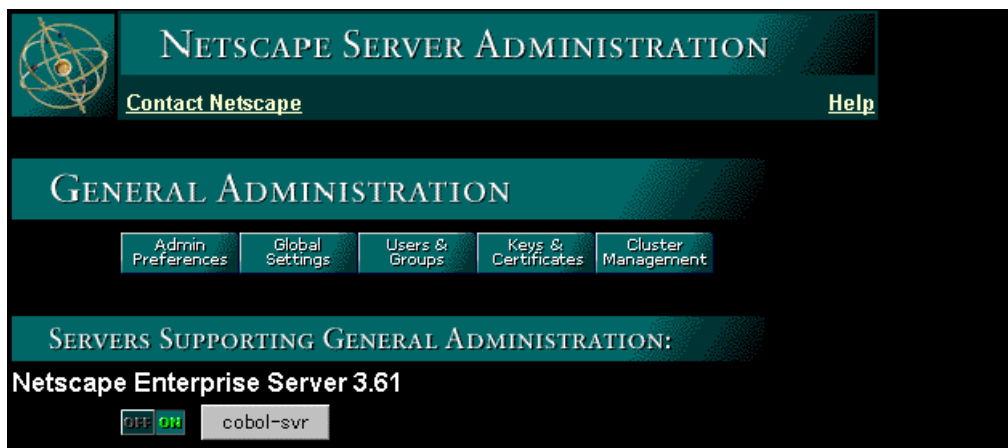 NETSCAPE SERVER ADMINISTRATION
Contact Netscape Help
GENERAL ADMINISTRATION
Admin Preferences Global Settings Users & Groups Keys & Certificates Cluster Management
SERVERS SUPPORTING GENERAL ADMINISTRATION:
Netscape Enterprise Server 3.61
OFF ON cobol-svr